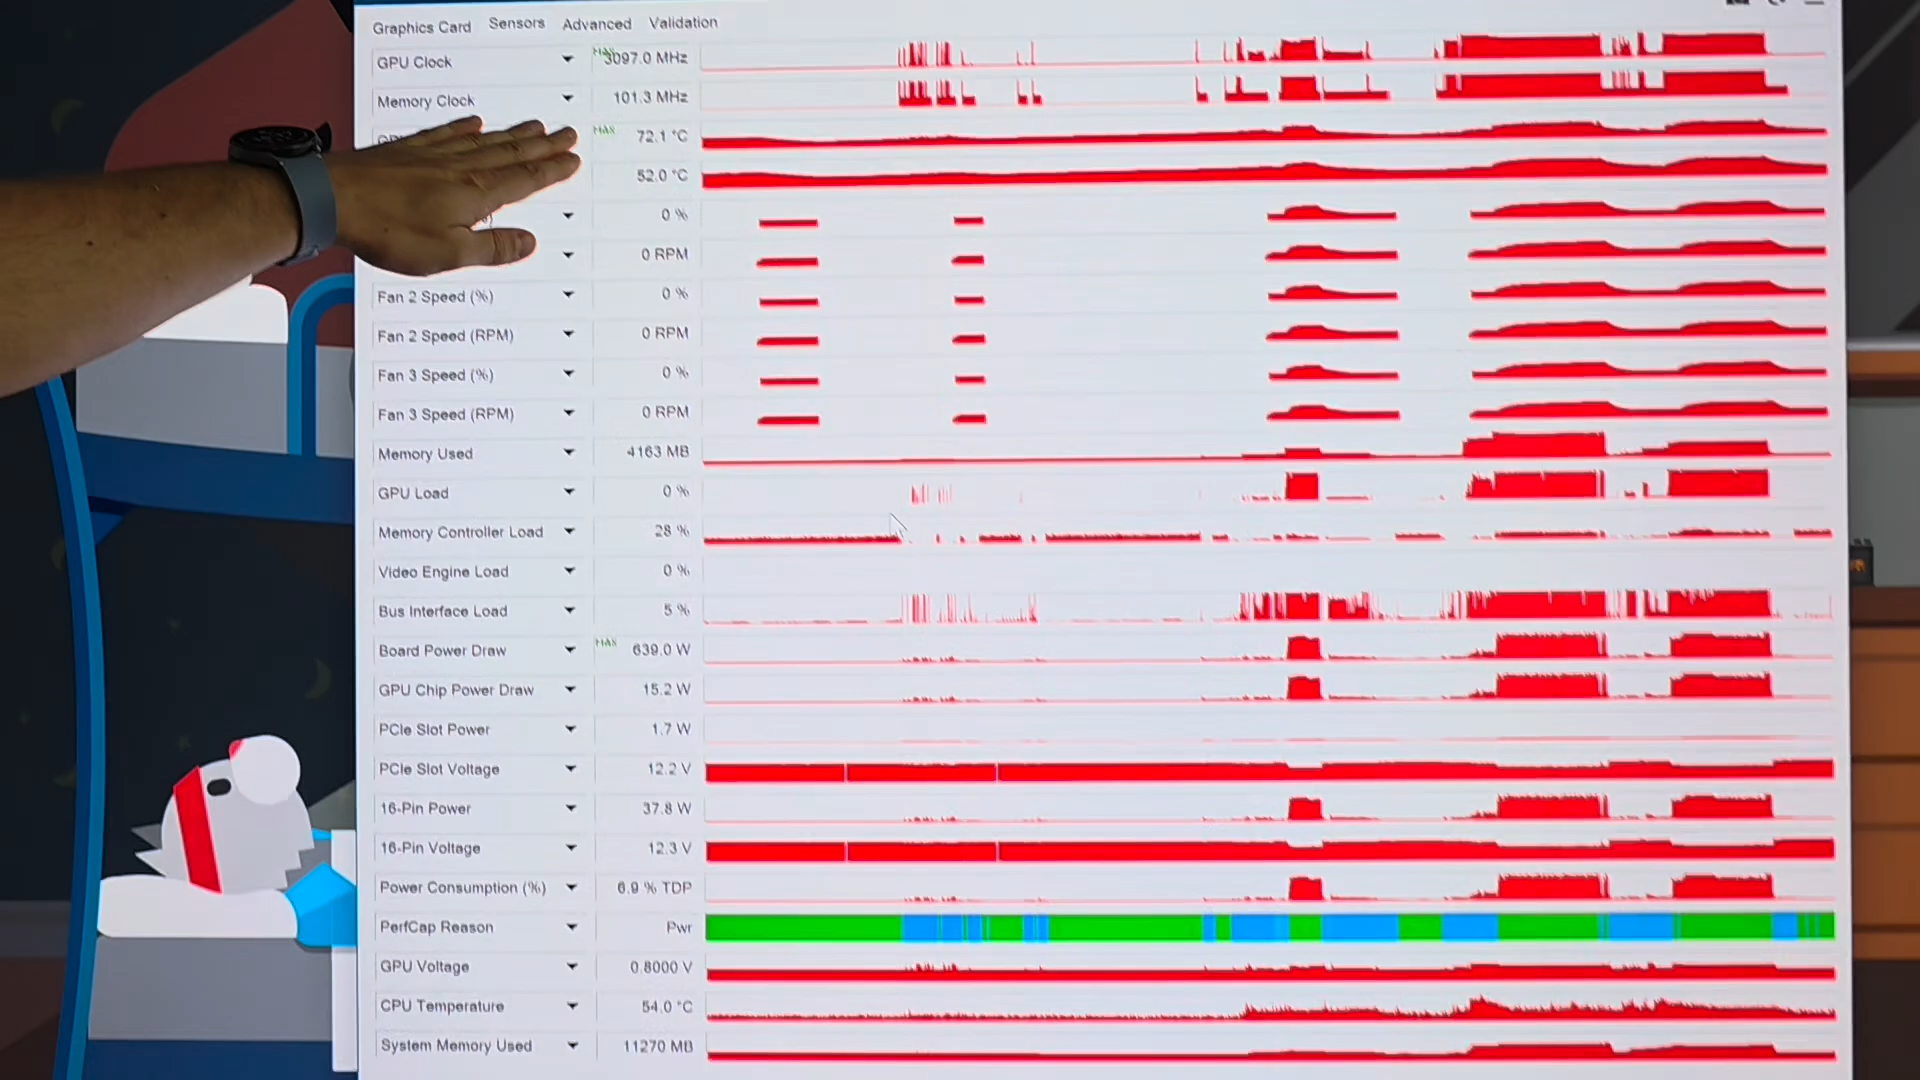 Graphics Card Sensors Advanced Validation
GPU Clock MAX 3097.0 MHz
Memory Clock 101.3 MHz
MAX 72.1 °C
52.0 °C
0 %
0 RPM
Fan 2 Speed (%) 0 %
Fan 2 Speed (RPM) 0 RPM
Fan 3 Speed (%) 0 %
Fan 3 Speed (RPM) 0 RPM
Memory Used 4163 MB
GPU Load 0 %
Memory Controller Load 28 %
Video Engine Load 0 %
Bus Interface Load 5 %
Board Power Draw MAX 639.0 W
GPU Chip Power Draw 15.2 W
PCIe Slot Power 1.7 W
PCIe Slot Voltage 12.2 V
16-Pin Power 37.8 W
16-Pin Voltage 12.3 V
Power Consumption (%) 6.9 % TDP
PerfCap Reason Pwr
GPU Voltage 0.8000 V
CPU Temperature 54.0 °C
System Memory Used 11270 MB